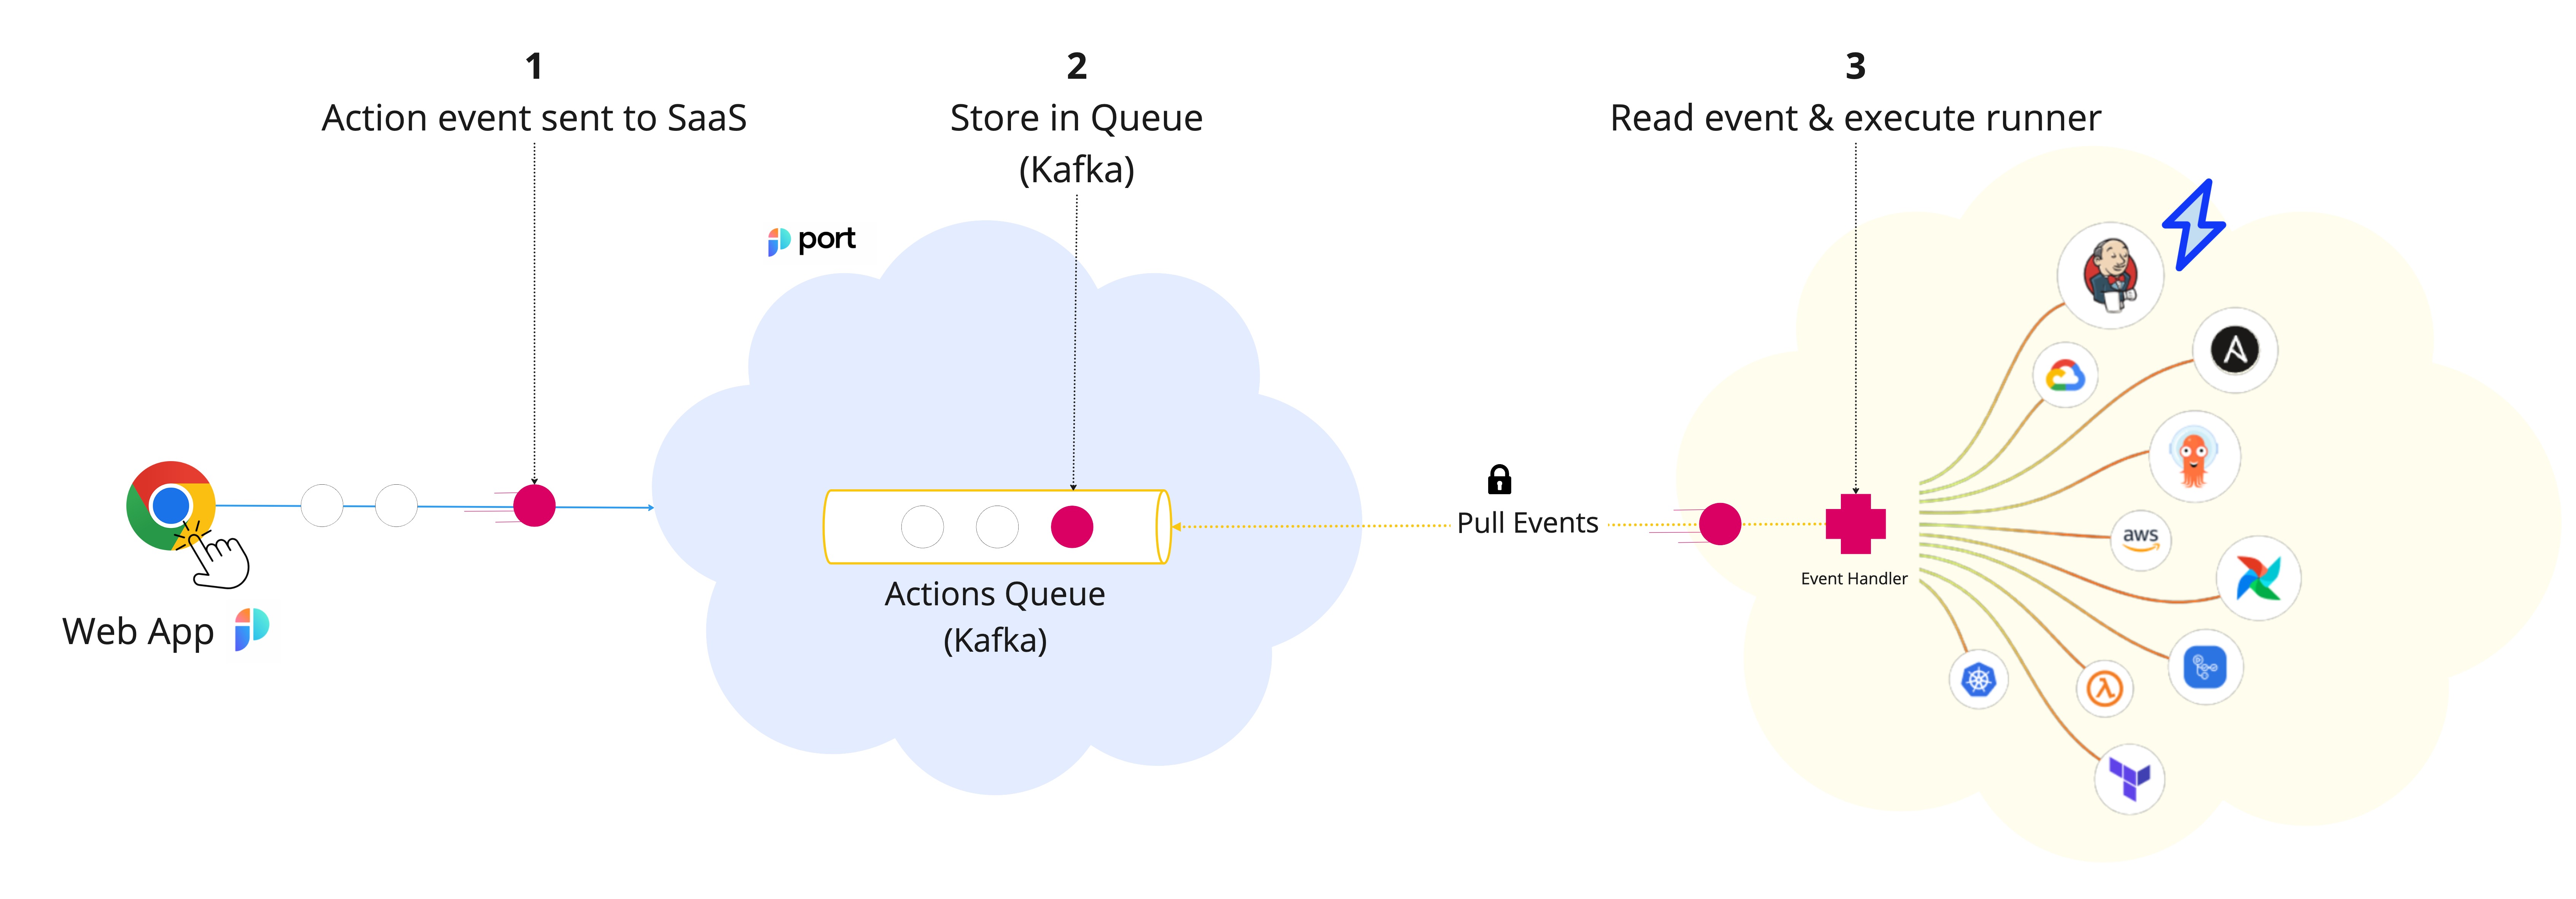 1
Action event sent to SaaS
2
Store in Queue
(Kafka)
3
Read event & execute runner
port
Pull Events
Actions Queue
(Kafka)
Event Handler
aws
Web App